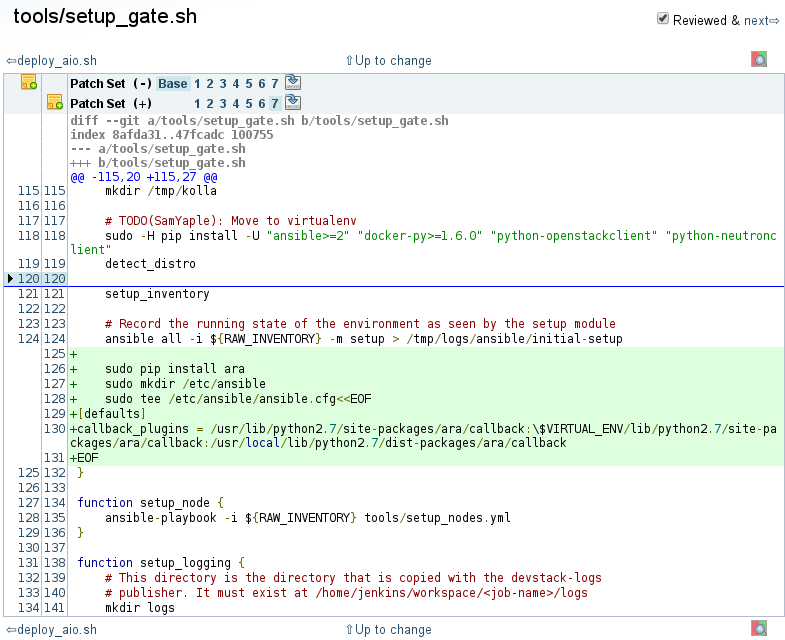 tools/setup_gate.sh
Reviewed & next⇨
⇦deploy_aio.sh ⇧Up to change
Patch Set (-) Base 1 2 3 4 5 6 7
Patch Set (+) 1 2 3 4 5 6 7
diff --git a/tools/setup_gate.sh b/tools/setup_gate.sh
index 8afda31..47fcadc 100755
--- a/tools/setup_gate.sh
+++ b/tools/setup_gate.sh
@@ -115,20 +115,27 @@
115 115     mkdir /tmp/kolla
116 116
117 117     # TODO(SamYaple): Move to virtualenv
118 118     sudo -H pip install -U "ansible>=2" "docker-py>=1.6.0" "python-openstackclient" "python-neutronc
lient"
119 119     detect_distro
120 120
121 121     setup_inventory
122 122
123 123     # Record the running state of the environment as seen by the setup module
124 124     ansible all -i ${RAW_INVENTORY} -m setup > /tmp/logs/ansible/initial-setup
125 +
126 +    sudo pip install ara
127 +    sudo mkdir /etc/ansible
128 +    sudo tee /etc/ansible/ansible.cfg<<EOF
129 +[defaults]
130 +callback_plugins = /usr/lib/python2.7/site-packages/ara/callback:\$VIRTUAL_ENV/lib/python2.7/site-pa
ckages/ara/callback:/usr/local/lib/python2.7/dist-packages/ara/callback
131 +EOF
125 132 }
126 133
127 134 function setup_node {
128 135     ansible-playbook -i ${RAW_INVENTORY} tools/setup_nodes.yml
129 136 }
130 137
131 138 function setup_logging {
132 139     # This directory is the directory that is copied with the devstack-logs
133 140     # publisher. It must exist at /home/jenkins/workspace/<job-name>/logs
134 141     mkdir logs
⇦deploy_aio.sh ⇧Up to change